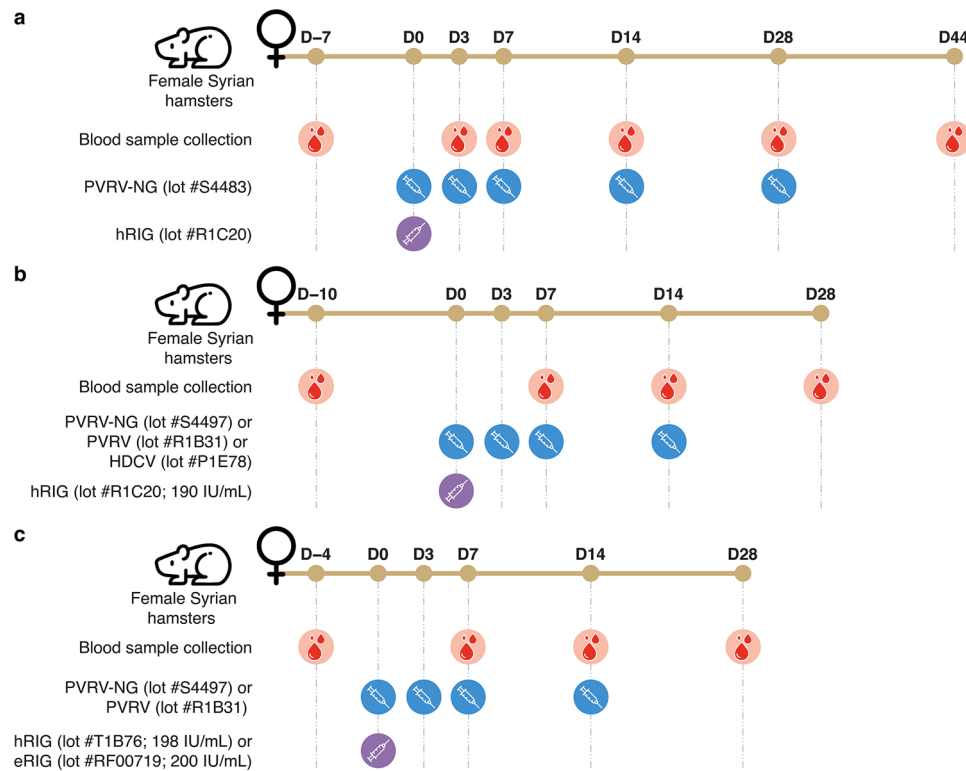 a
D–7 D0 D3 D7 D14 D28 D44
Female Syrian
hamsters
Blood sample collection
PVRV-NG (lot #S4483)
hRIG (lot #R1C20)
b
D–10 D0 D3 D7 D14 D28
Female Syrian
hamsters
Blood sample collection
PVRV-NG (lot #S4497) or
PVRV (lot #R1B31) or
HDCV (lot #P1E78)
hRIG (lot #R1C20; 190 IU/mL)
c
D–4 D0 D3 D7 D14 D28
Female Syrian
hamsters
Blood sample collection
PVRV-NG (lot #S4497) or
PVRV (lot #R1B31)
hRIG (lot #T1B76; 198 IU/mL) or
eRIG (lot #RF00719; 200 IU/mL)